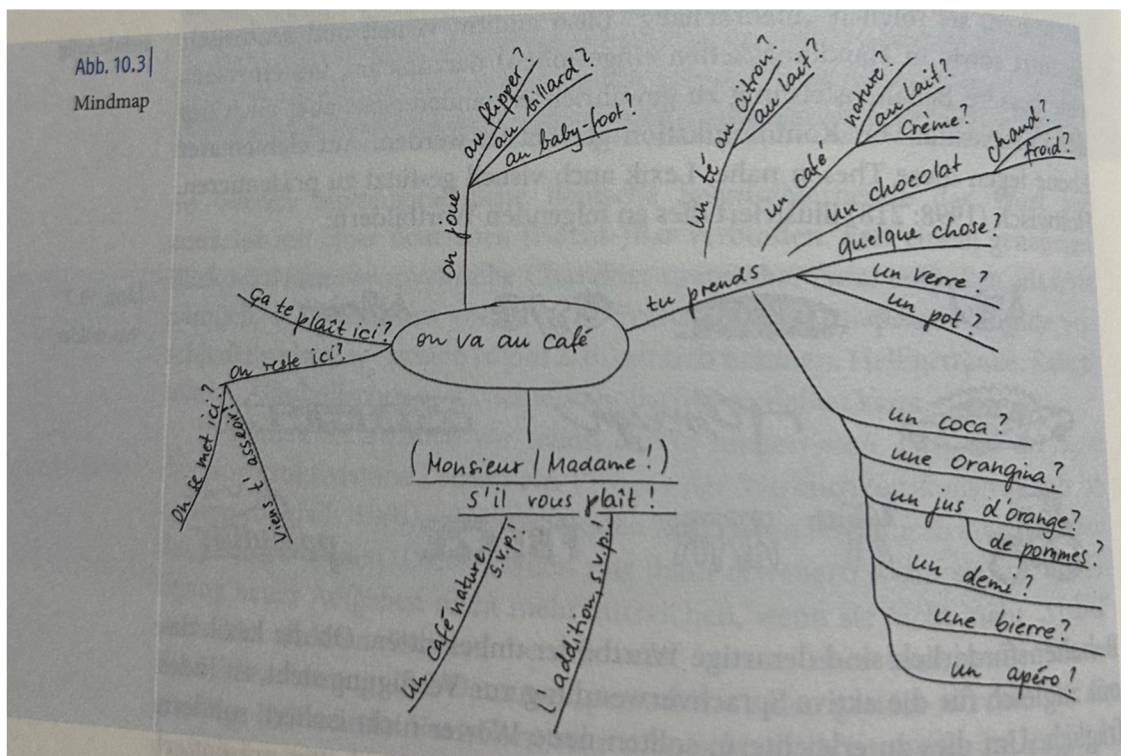 Abb. 10.3
Mindmap
on va au café
on joue
au flipper?
au billard?
au baby-foot?
tu prends
un té
au citron?
au lait?
un café
nature?
au lait?
crème?
un chocolat
chaud?
froid?
quelque chose?
un verre?
un pot?
un coca?
une orangina?
un jus d'orange?
de pommes?
un demi?
une bierre?
un apéro?
(Monsieur / Madame!)
s'il vous plaît!
un café nature, s.v.p.!
l'addition, s.v.p.!
Ça te plaît ici?
On reste ici?
On se met ici?
Viens t'asseoir!